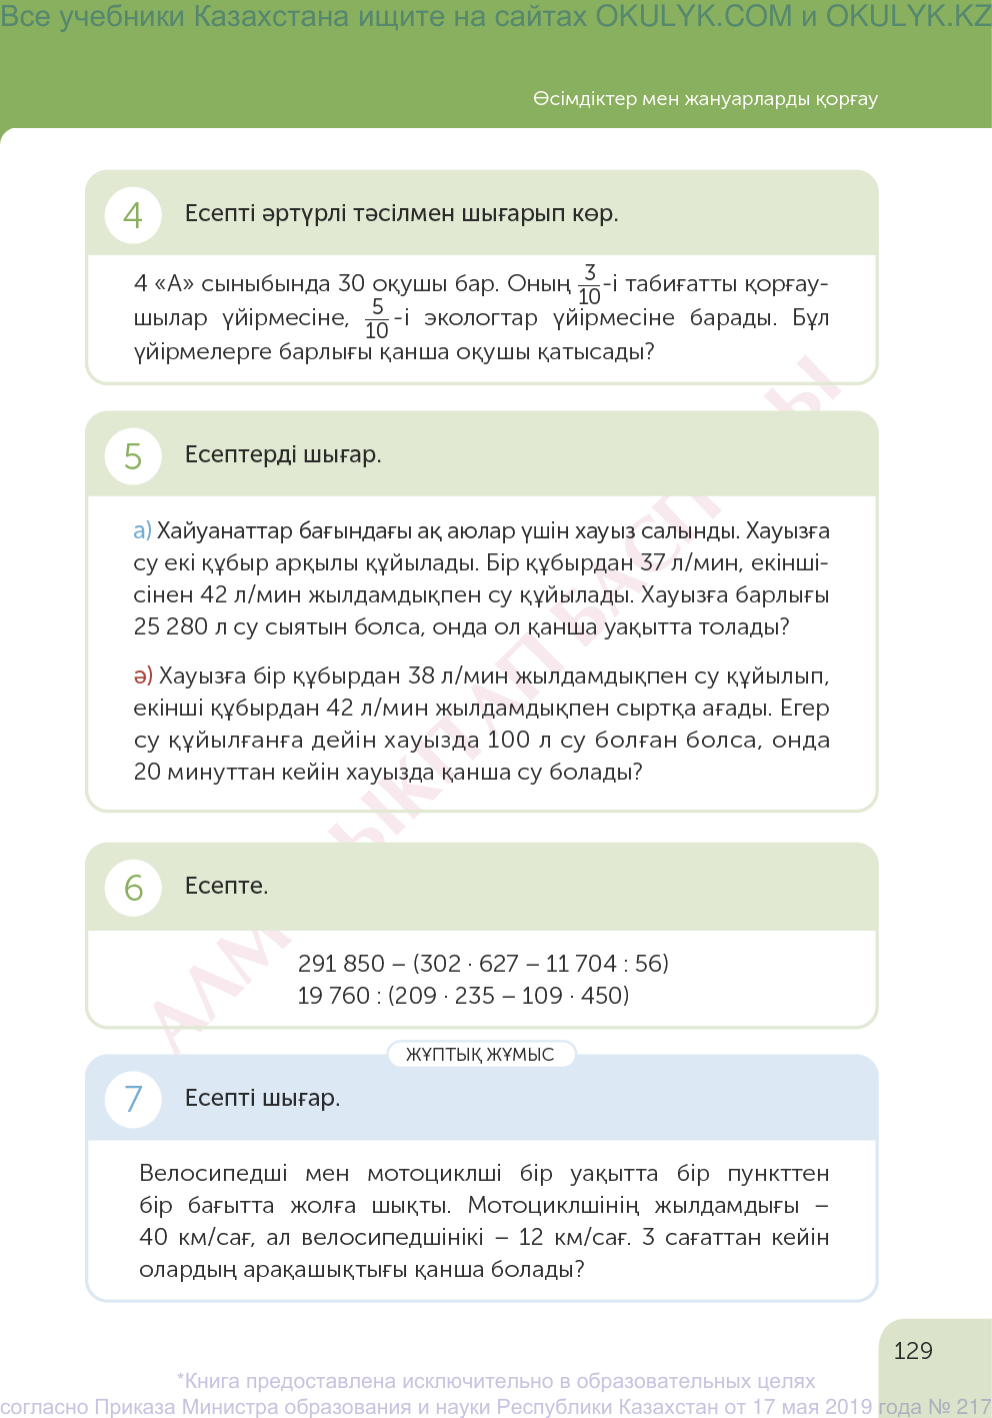 Все учебники Казахстана ищите на сайтах OKULYK.COM и OKULYK.KZ
Өсімдіктер мен жануарларды қорғау
4 Есепті әртүрлі тәсілмен шығарып көр.
4 «А» сыныбында 30 оқушы бар. Оның 3/10-і табиғатты қорғау-
шылар үйірмесіне, 5/10-і экологтар үйірмесіне барады. Бұл
үйірмелерге барлығы қанша оқушы қатысады?
5 Есептерді шығар.
а) Хайуанаттар бағындағы ақ аюлар үшін хауыз салынды. Хауызға
су екі құбыр арқылы құйылады. Бір құбырдан 37 л/мин, екінші-
сінен 42 л/мин жылдамдықпен су құйылады. Хауызға барлығы
25 280 л су сыятын болса, онда ол қанша уақытта толады?
ә) Хауызға бір құбырдан 38 л/мин жылдамдықпен су құйылып,
екінші құбырдан 42 л/мин жылдамдықпен сыртқа ағады. Егер
су құйылғанға дейін хауызда 100 л су болған болса, онда
20 минуттан кейін хауызда қанша су болады?
6 Есепте.
291 850 – (302 · 627 – 11 704 : 56)
19 760 : (209 · 235 – 109 · 450)
ЖҰПТЫҚ ЖҰМЫС
7 Есепті шығар.
Велосипедші мен мотоциклші бір уақытта бір пункттен
бір бағытта жолға шықты. Мотоциклшінің жылдамдығы –
40 км/сағ, ал велосипедшінікі – 12 км/сағ. 3 сағаттан кейін
олардың арақашықтығы қанша болады?
129
*Книга предоставлена исключительно в образовательных целях
согласно Приказа Министра образования и науки Республики Казахстан от 17 мая 2019 года № 217